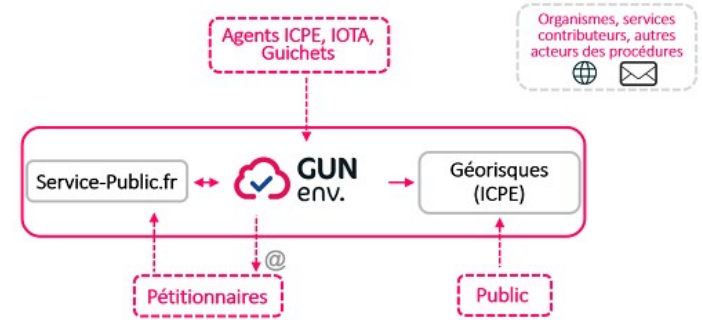 Agents ICPE, IOTA,
Guichets
Organismes, services
contributeurs, autres
acteurs des procédures
Service-Public.fr
GUN
env.
Géorisques
(ICPE)
@
Pétitionnaires
Public